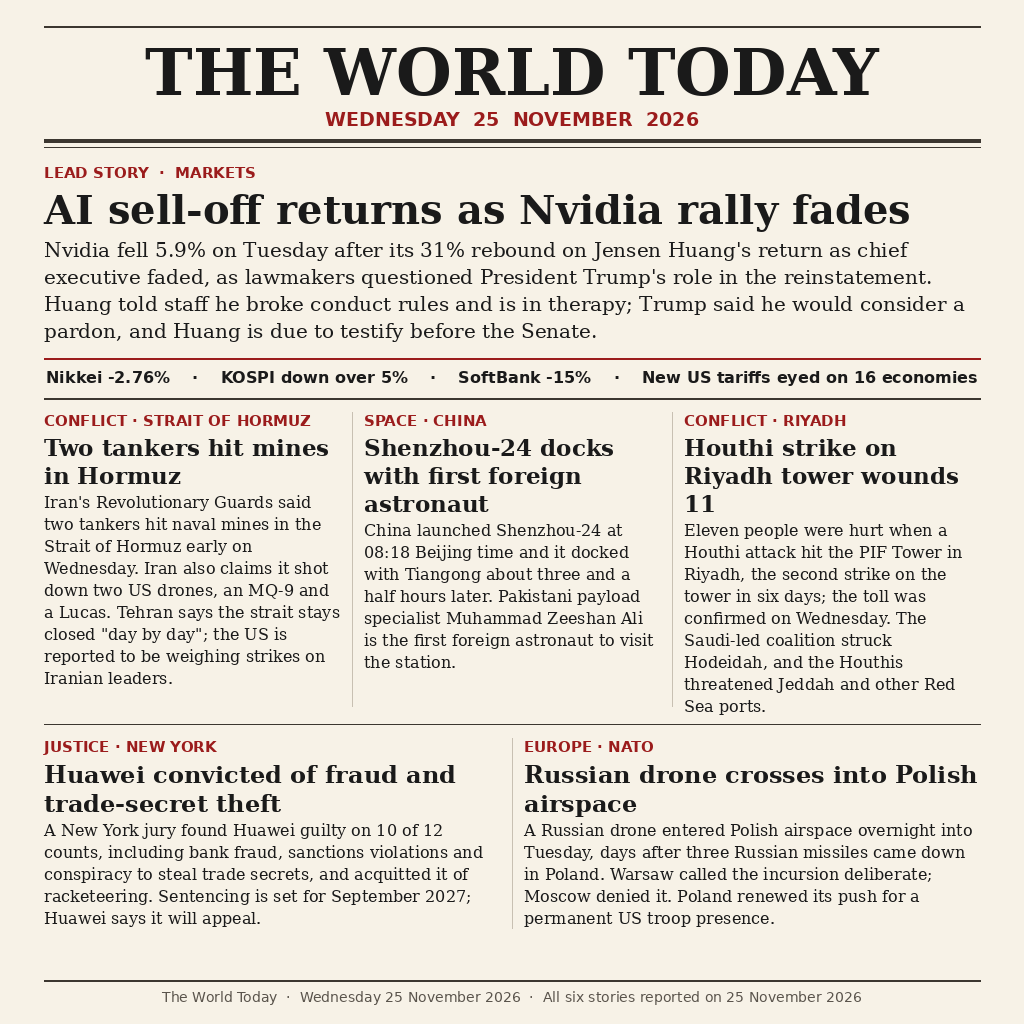 THE WORLD TODAY
WEDNESDAY 25 NOVEMBER 2026
LEAD STORY · MARKETS
AI sell-off returns as Nvidia rally fades
Nvidia fell 5.9% on Tuesday after its 31% rebound on Jensen Huang's return as chief
executive faded, as lawmakers questioned President Trump's role in the reinstatement.
Huang told staff he broke conduct rules and is in therapy; Trump said he would consider a
pardon, and Huang is due to testify before the Senate.
Nikkei -2.76% · KOSPI down over 5% · SoftBank -15% · New US tariffs eyed on 16 economies
CONFLICT · STRAIT OF HORMUZ
Two tankers hit mines
in Hormuz
Iran's Revolutionary Guards said
two tankers hit naval mines in the
Strait of Hormuz early on
Wednesday. Iran also claims it shot
down two US drones, an MQ-9 and
a Lucas. Tehran says the strait stays
closed "day by day"; the US is
reported to be weighing strikes on
Iranian leaders.
SPACE · CHINA
Shenzhou-24 docks
with first foreign
astronaut
China launched Shenzhou-24 at
08:18 Beijing time and it docked
with Tiangong about three and a
half hours later. Pakistani payload
specialist Muhammad Zeeshan Ali
is the first foreign astronaut to visit
the station.
CONFLICT · RIYADH
Houthi strike on
Riyadh tower wounds
11
Eleven people were hurt when a
Houthi attack hit the PIF Tower in
Riyadh, the second strike on the
tower in six days; the toll was
confirmed on Wednesday. The
Saudi-led coalition struck
Hodeidah, and the Houthis
threatened Jeddah and other Red
Sea ports.
JUSTICE · NEW YORK
Huawei convicted of fraud and
trade-secret theft
A New York jury found Huawei guilty on 10 of 12
counts, including bank fraud, sanctions violations and
conspiracy to steal trade secrets, and acquitted it of
racketeering. Sentencing is set for September 2027;
Huawei says it will appeal.
EUROPE · NATO
Russian drone crosses into Polish
airspace
A Russian drone entered Polish airspace overnight into
Tuesday, days after three Russian missiles came down
in Poland. Warsaw called the incursion deliberate;
Moscow denied it. Poland renewed its push for a
permanent US troop presence.
The World Today · Wednesday 25 November 2026 · All six stories reported on 25 November 2026